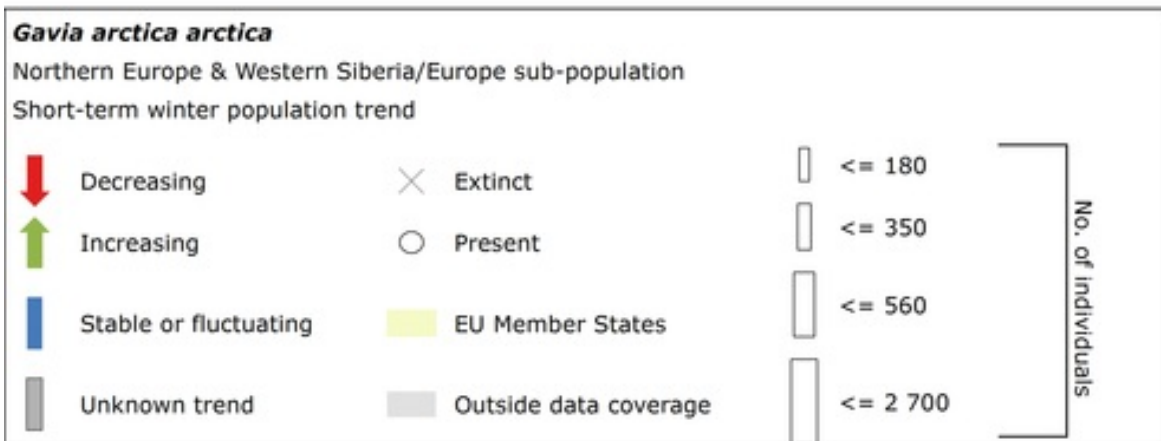 Gavia arctica arctica
Northern Europe & Western Siberia/Europe sub-population
Short-term winter population trend
Decreasing
Extinct
<= 180
Increasing
Present
<= 350
Stable or fluctuating
EU Member States
<= 560
Unknown trend
Outside data coverage
<= 2 700
No. of individuals